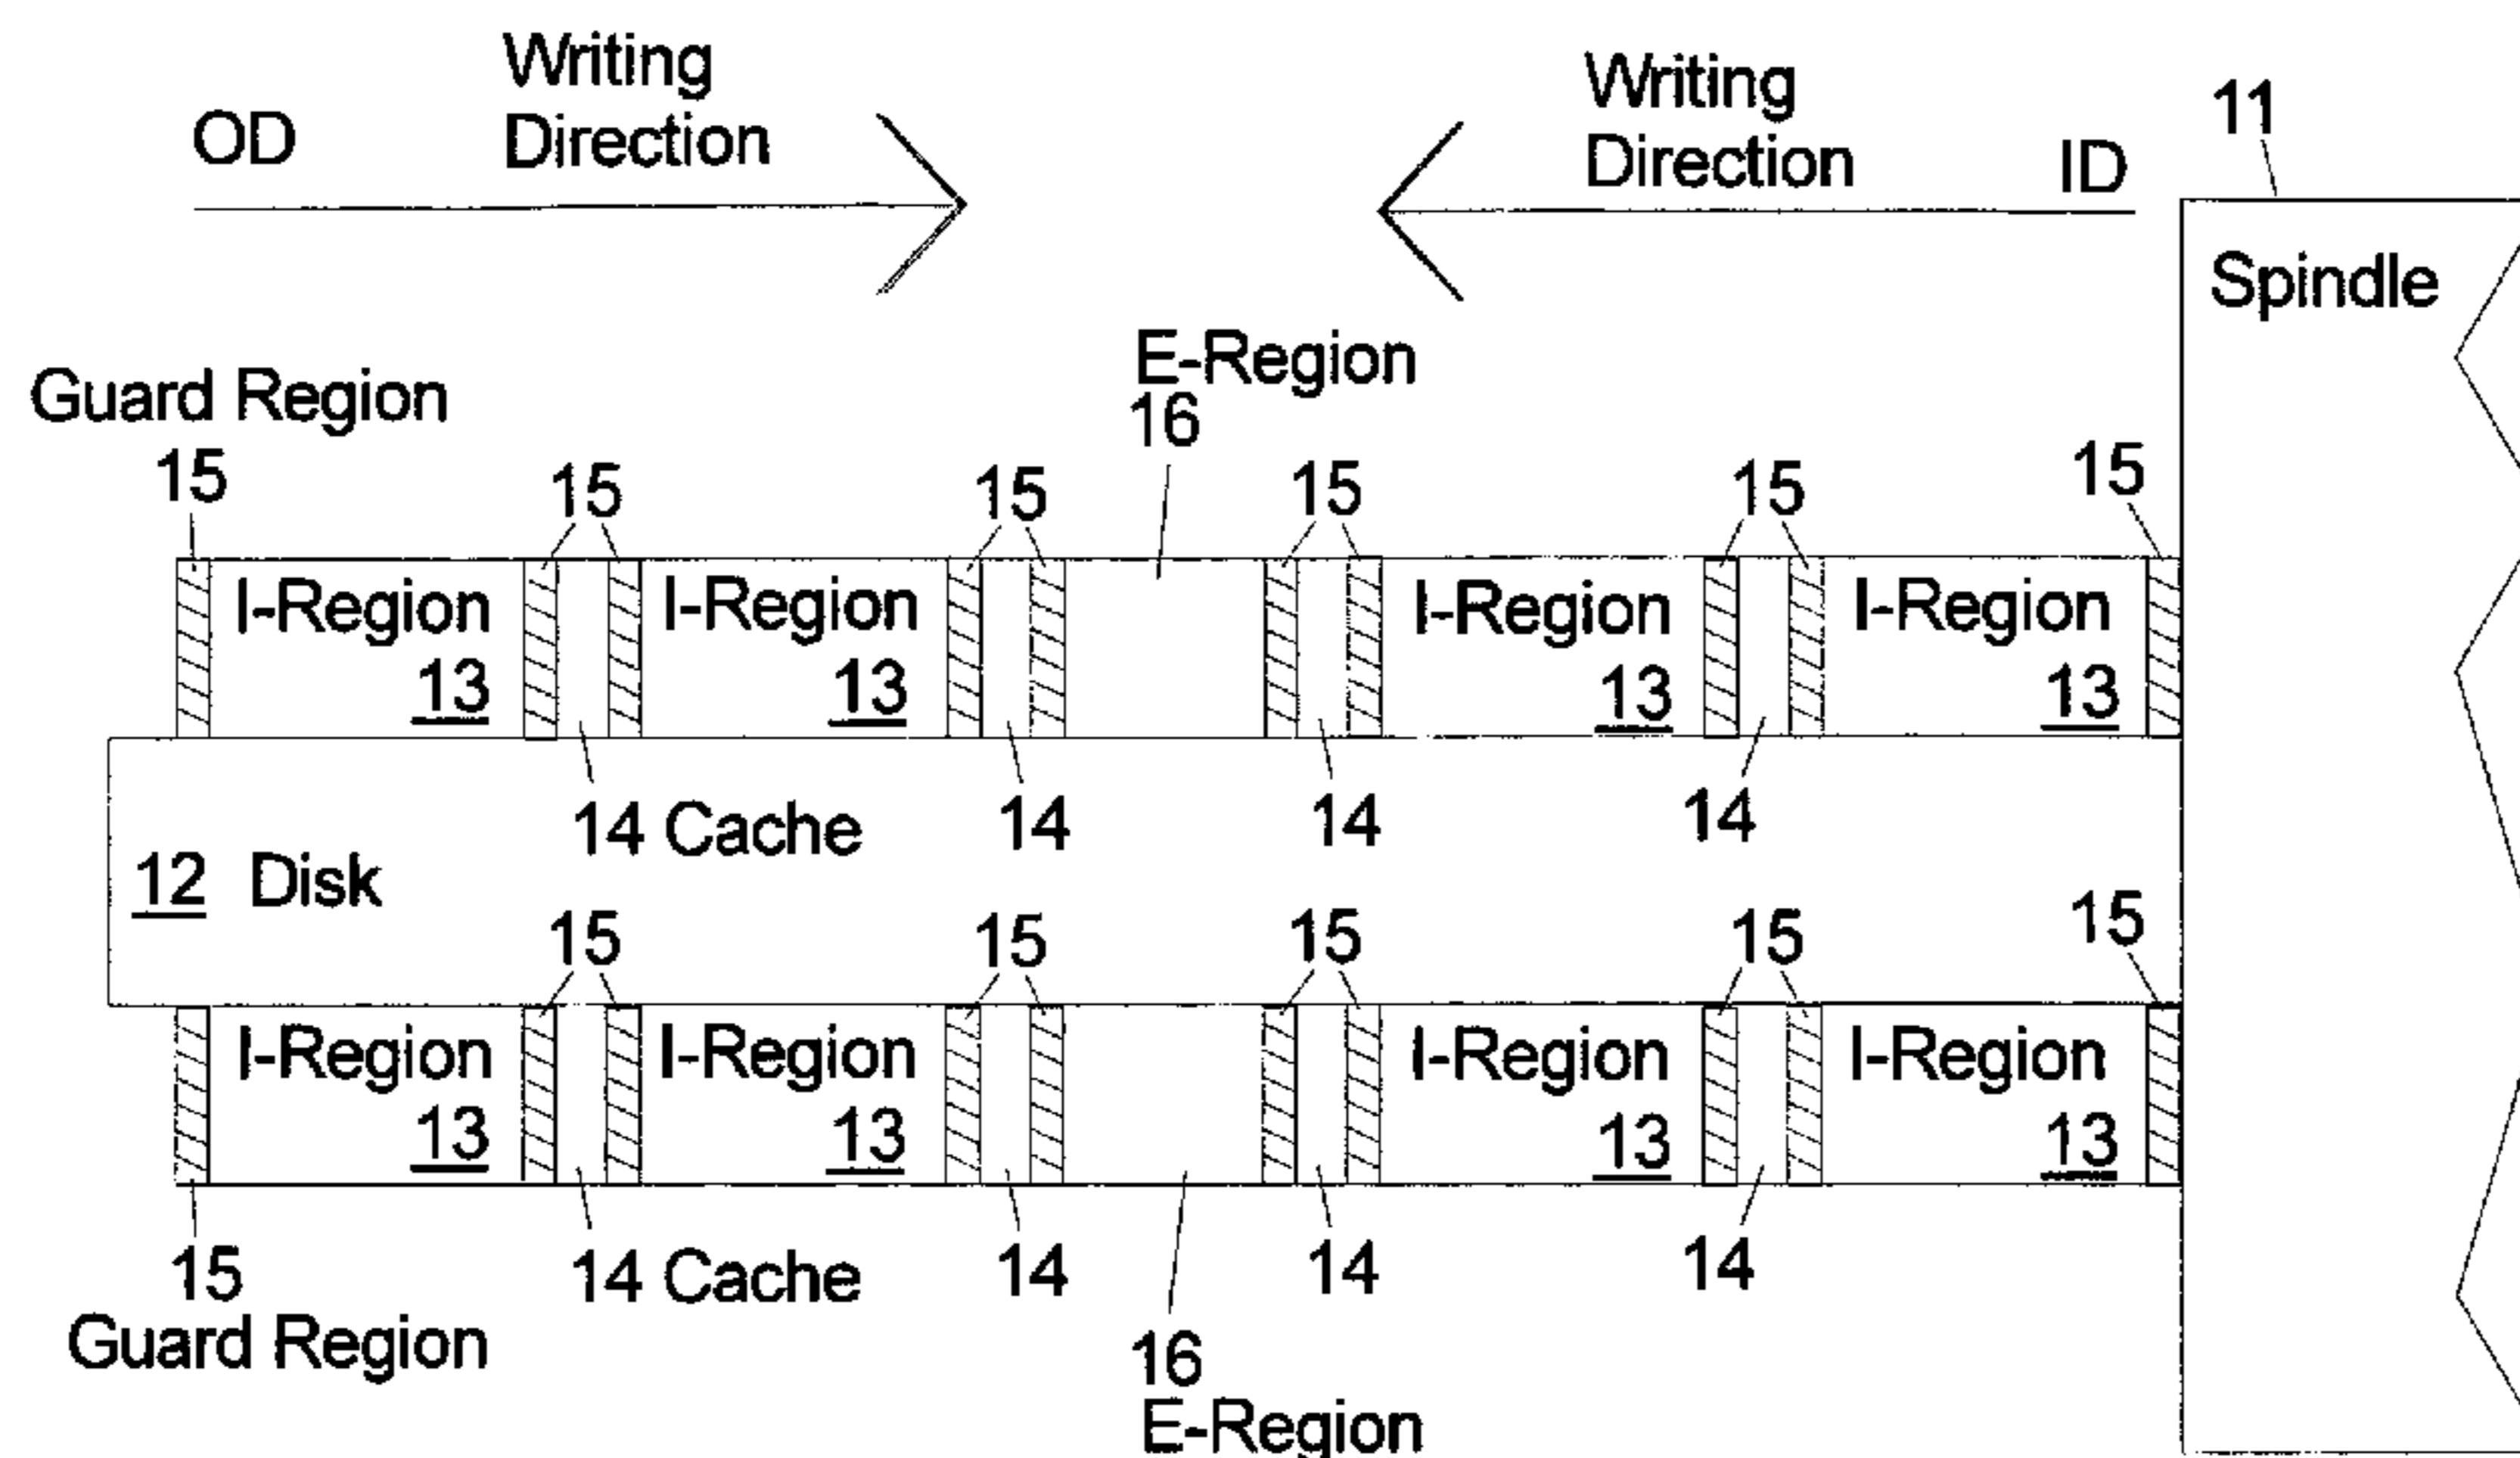 OD
Writing
Direction
Writing
Direction
ID
11
Spindle
Guard Region
15
15
15
E-Region
16
15
15
15
I-Region
13
I-Region
13
I-Region
13
I-Region
13
14 Cache
14
14
14
12 Disk
15
15
15
15
15
I-Region
13
I-Region
13
I-Region
13
I-Region
13
15
Guard Region
14 Cache
14
16
E-Region
14
14